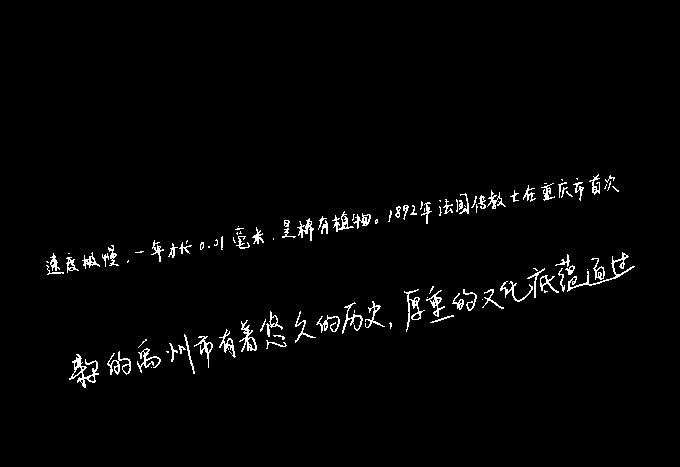 速度极慢,一年才长0.01毫米,是稀有植物。1892年法国传教士在重庆市首次
裂的禹州市有着悠久的历史,厚重的文化底蕴通过